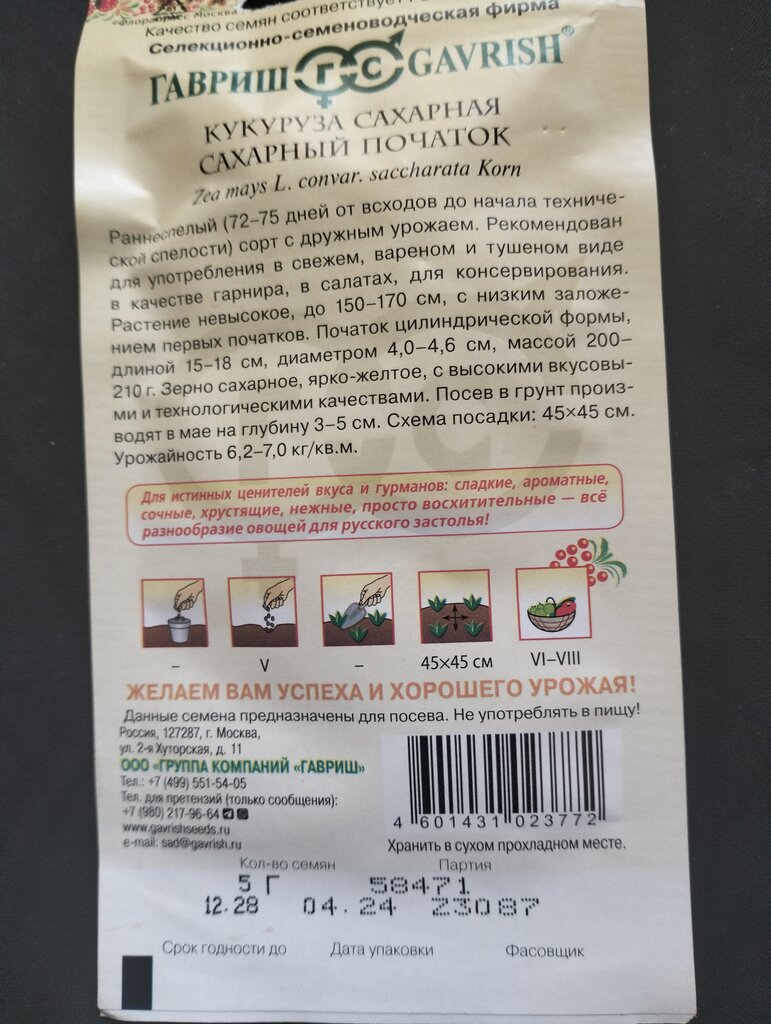 «Флорапресс Москва»
Качество семян соответствует
Селекционно-семеноводческая фирма
ГАВРИШ ГС GAVRISH®
КУКУРУЗА САХАРНАЯ
САХАРНЫЙ ПОЧАТОК
Zea mays L. convar. saccharata Korn
Раннеспелый (72–75 дней от всходов до начала техниче-
ской спелости) сорт с дружным урожаем. Рекомендован
для употребления в свежем, вареном и тушеном виде
в качестве гарнира, в салатах, для консервирования.
Растение невысокое, до 150–170 см, с низким заложе-
нием первых початков. Початок цилиндрической формы,
длиной 15–18 см, диаметром 4,0–4,6 см, массой 200–
210 г. Зерно сахарное, ярко-желтое, с высокими вкусовы-
ми и технологическими качествами. Посев в грунт произ-
водят в мае на глубину 3–5 см. Схема посадки: 45×45 см.
Урожайность 6,2–7,0 кг/кв.м.
Для истинных ценителей вкуса и гурманов: сладкие, ароматные,
сочные, хрустящие, нежные, просто восхитительные — всё
разнообразие овощей для русского застолья!
– V – 45×45 см VI–VIII
ЖЕЛАЕМ ВАМ УСПЕХА И ХОРОШЕГО УРОЖАЯ!
Данные семена предназначены для посева. Не употреблять в пищу!
Россия, 127287, г. Москва,
ул. 2-я Хуторская, д. 11
ООО «ГРУППА КОМПАНИЙ «ГАВРИШ»
Тел.: +7 (499) 551-54-05
Тел. для претензий (только сообщения):
+7 (980) 217-96-64
www.gavrishseeds.ru
e-mail: sad@gavrish.ru
4 601431 023772
Хранить в сухом прохладном месте.
Кол-во семян Партия
5 Г 58471
12.28 04.24 23087
Срок годности до Дата упаковки Фасовщик